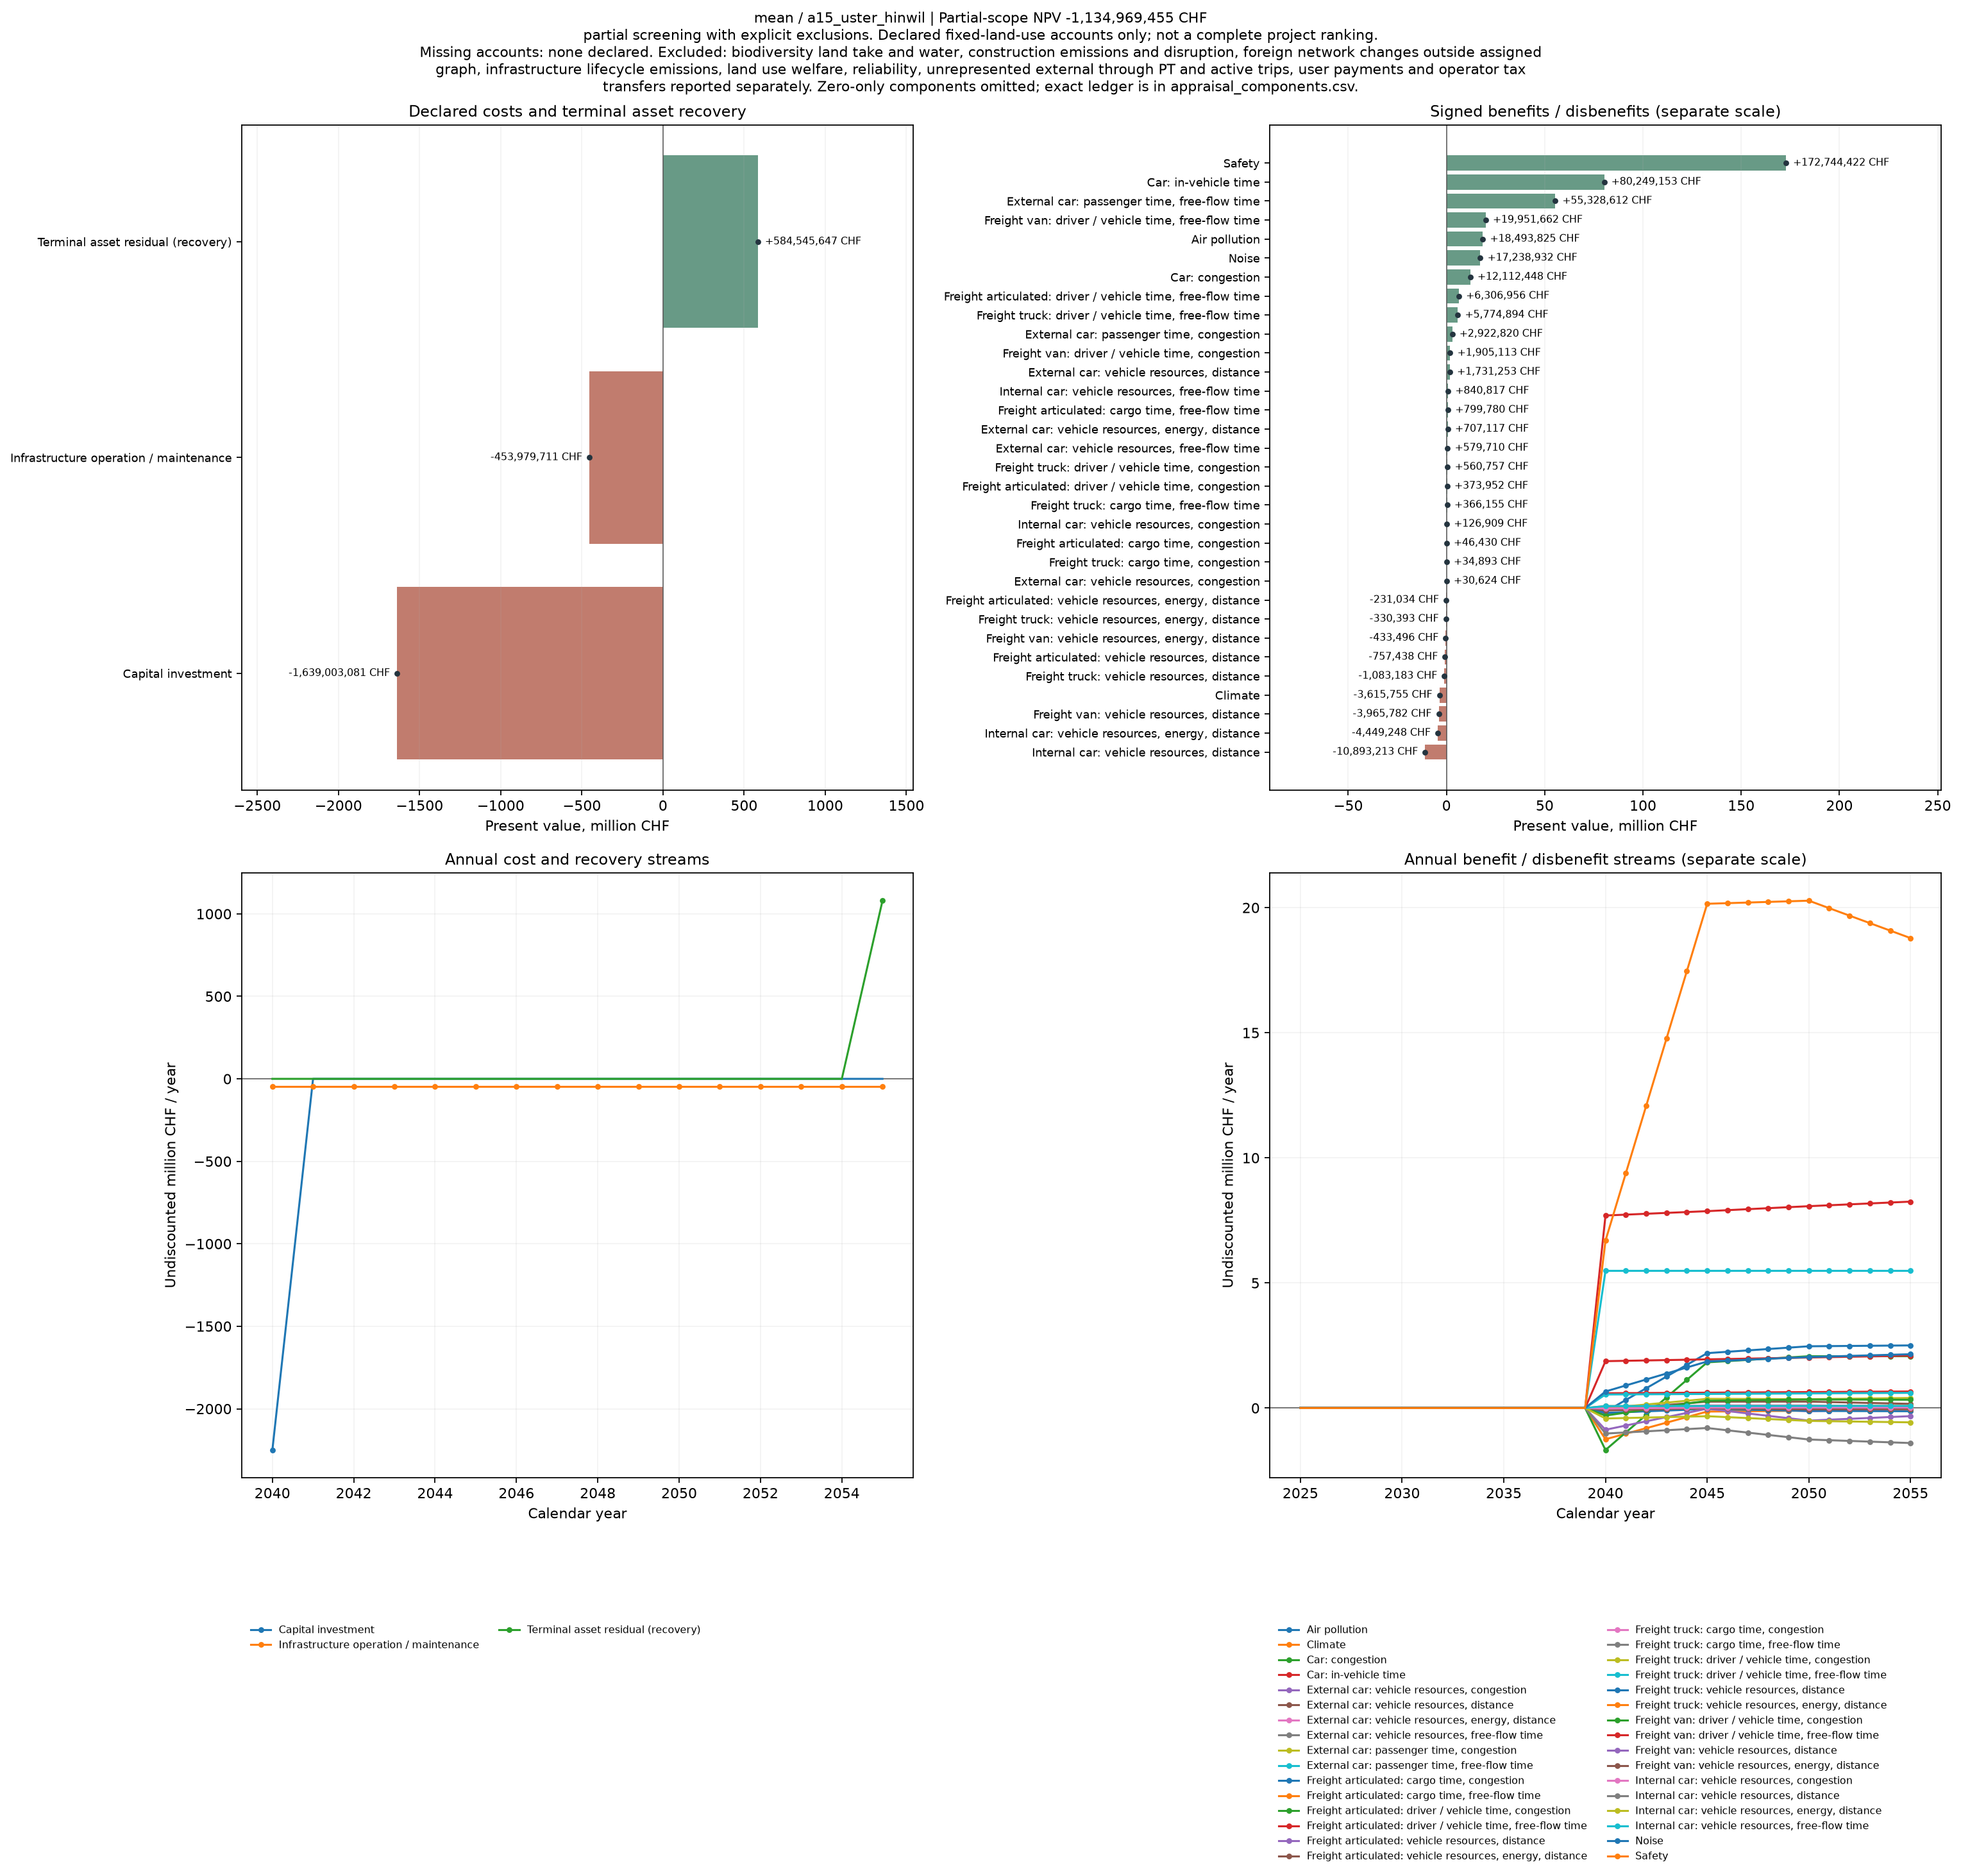 mean / a15_uster_hinwil | Partial-scope NPV -1,134,969,455 CHF
partial screening with explicit exclusions. Declared fixed-land-use accounts only; not a complete project ranking.
Missing accounts: none declared. Excluded: biodiversity land take and water, construction emissions and disruption, foreign network changes outside assigned
graph, infrastructure lifecycle emissions, land use welfare, reliability, unrepresented external through PT and active trips, user payments and operator tax
transfers reported separately. Zero-only components omitted; exact ledger is in appraisal_components.csv.
Declared costs and terminal asset recovery
Terminal asset residual (recovery)
+584,545,647 CHF
Infrastructure operation / maintenance
-453,979,711 CHF
Capital investment
-1,639,003,081 CHF
−2500 −2000 −1500 −1000 −500 0 500 1000 1500
Present value, million CHF
Signed benefits / disbenefits (separate scale)
Safety +172,744,422 CHF
Car: in-vehicle time +80,249,153 CHF
External car: passenger time, free-flow time +55,328,612 CHF
Freight van: driver / vehicle time, free-flow time +19,951,662 CHF
Air pollution +18,493,825 CHF
Noise +17,238,932 CHF
Car: congestion +12,112,448 CHF
Freight articulated: driver / vehicle time, free-flow time +6,306,956 CHF
Freight truck: driver / vehicle time, free-flow time +5,774,894 CHF
External car: passenger time, congestion +2,922,820 CHF
Freight van: driver / vehicle time, congestion +1,905,113 CHF
External car: vehicle resources, distance +1,731,253 CHF
Internal car: vehicle resources, free-flow time +840,817 CHF
Freight articulated: cargo time, free-flow time +799,780 CHF
External car: vehicle resources, energy, distance +707,117 CHF
External car: vehicle resources, free-flow time +579,710 CHF
Freight truck: driver / vehicle time, congestion +560,757 CHF
Freight articulated: driver / vehicle time, congestion +373,952 CHF
Freight truck: cargo time, free-flow time +366,155 CHF
Internal car: vehicle resources, congestion +126,909 CHF
Freight articulated: cargo time, congestion +46,430 CHF
Freight truck: cargo time, congestion +34,893 CHF
External car: vehicle resources, congestion +30,624 CHF
Freight articulated: vehicle resources, energy, distance -231,034 CHF
Freight truck: vehicle resources, energy, distance -330,393 CHF
Freight van: vehicle resources, energy, distance -433,496 CHF
Freight articulated: vehicle resources, distance -757,438 CHF
Freight truck: vehicle resources, distance -1,083,183 CHF
Climate -3,615,755 CHF
Freight van: vehicle resources, distance -3,965,782 CHF
Internal car: vehicle resources, energy, distance -4,449,248 CHF
Internal car: vehicle resources, distance -10,893,213 CHF
−50 0 50 100 150 200 250
Present value, million CHF
Annual cost and recovery streams
Undiscounted million CHF / year
1000
500
0
−500
−1000
−1500
−2000
2040 2042 2044 2046 2048 2050 2052 2054
Calendar year
Annual benefit / disbenefit streams (separate scale)
Undiscounted million CHF / year
20
15
10
5
0
2025 2030 2035 2040 2045 2050 2055
Calendar year
Capital investment
Infrastructure operation / maintenance
Terminal asset residual (recovery)
Air pollution
Climate
Car: congestion
Car: in-vehicle time
External car: vehicle resources, congestion
External car: vehicle resources, distance
External car: vehicle resources, energy, distance
External car: vehicle resources, free-flow time
External car: passenger time, congestion
External car: passenger time, free-flow time
Freight articulated: cargo time, congestion
Freight articulated: cargo time, free-flow time
Freight articulated: driver / vehicle time, congestion
Freight articulated: driver / vehicle time, free-flow time
Freight articulated: vehicle resources, distance
Freight articulated: vehicle resources, energy, distance
Freight truck: cargo time, congestion
Freight truck: cargo time, free-flow time
Freight truck: driver / vehicle time, congestion
Freight truck: driver / vehicle time, free-flow time
Freight truck: vehicle resources, distance
Freight truck: vehicle resources, energy, distance
Freight van: driver / vehicle time, congestion
Freight van: driver / vehicle time, free-flow time
Freight van: vehicle resources, distance
Freight van: vehicle resources, energy, distance
Internal car: vehicle resources, congestion
Internal car: vehicle resources, distance
Internal car: vehicle resources, energy, distance
Internal car: vehicle resources, free-flow time
Noise
Safety